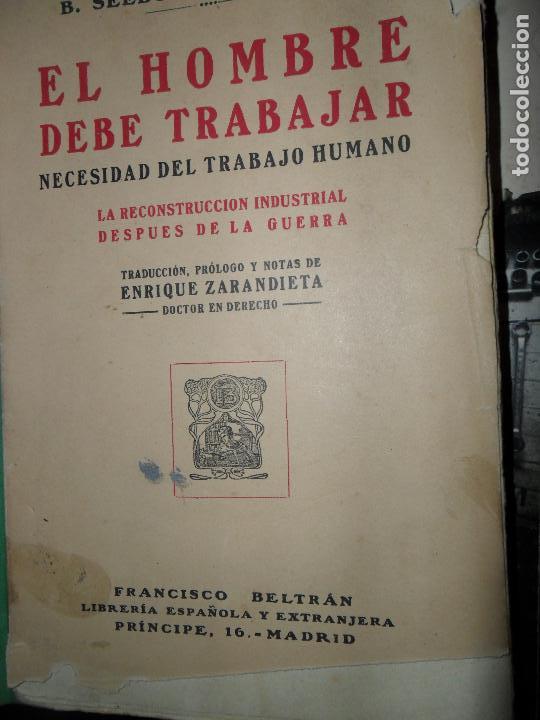 B.
EL HOMBRE
DEBE TRABAJAR
NECESIDAD DEL TRABAJO HUMANO
LA RECONSTRUCCION INDUSTRIAL
DESPUES DE LA GUERRA
TRADUCCIÓN, PRÓLOGO Y NOTAS DE
ENRIQUE ZARANDIETA
DOCTOR EN DERECHO
FRANCISCO BELTRÁN
LIBRERÍA ESPAÑOLA Y EXTRANJERA
PRÍNCIPE, 16.-MADRID
todocoleccion